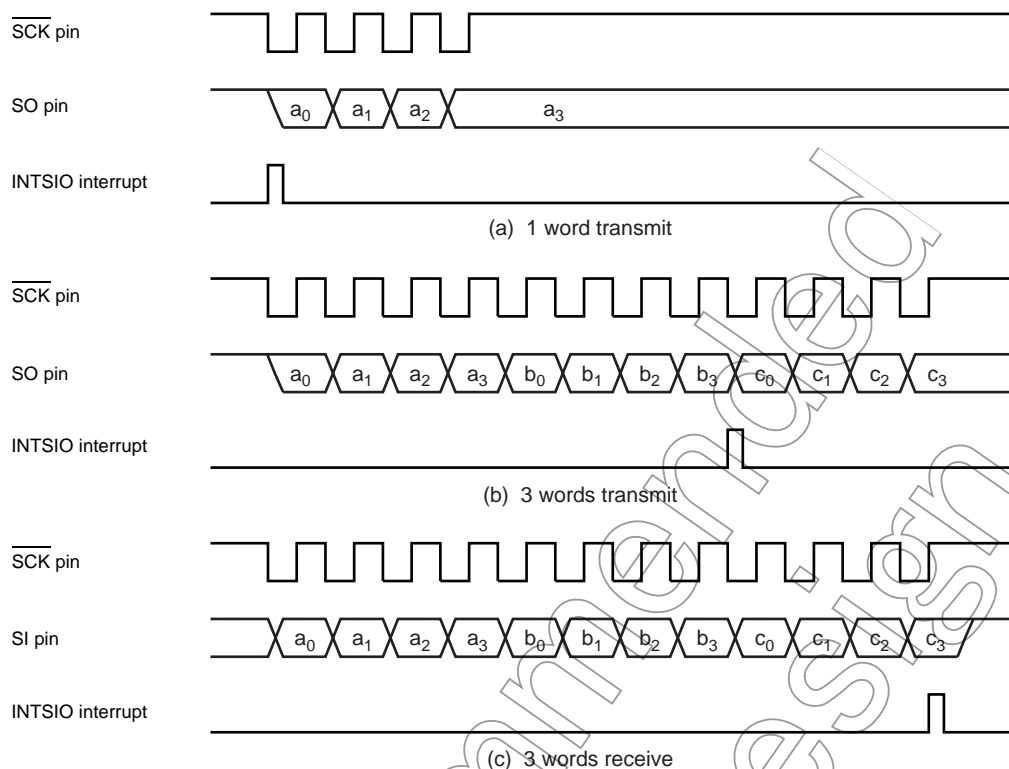 SCK pin
SO pin
a0 a1 a2 a3
INTSIO interrupt
(a) 1 word transmit
SCK pin
SO pin
a0 a1 a2 a3 b0 b1 b2 b3 c0 c1 c2 c3
INTSIO interrupt
(b) 3 words transmit
SCK pin
SI pin
a0 a1 a2 a3 b0 b1 b2 b3 c0 c1 c2 c3
INTSIO interrupt
(c) 3 words receive